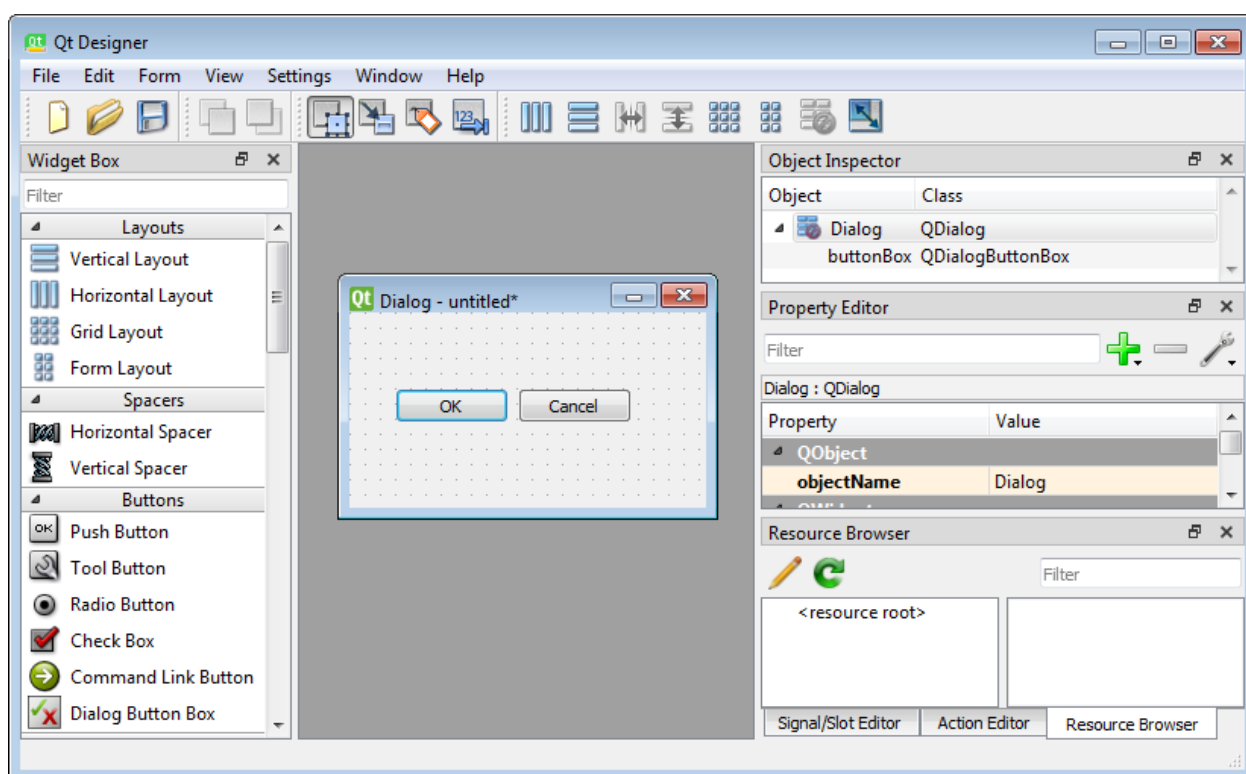 Qt Qt Designer
File Edit Form View Settings Window Help
123
Widget Box
Filter
Layouts
Vertical Layout
Horizontal Layout
Grid Layout
Form Layout
Spacers
Horizontal Spacer
Vertical Spacer
Buttons
OK Push Button
Tool Button
Radio Button
Check Box
Command Link Button
Dialog Button Box
Qt Dialog - untitled*
OK Cancel
Object Inspector
Object Class
Dialog QDialog
buttonBox QDialogButtonBox
Property Editor
Filter
Dialog : QDialog
Property Value
QObject
objectName Dialog
Resource Browser
Filter
<resource root>
Signal/Slot Editor Action Editor Resource Browser